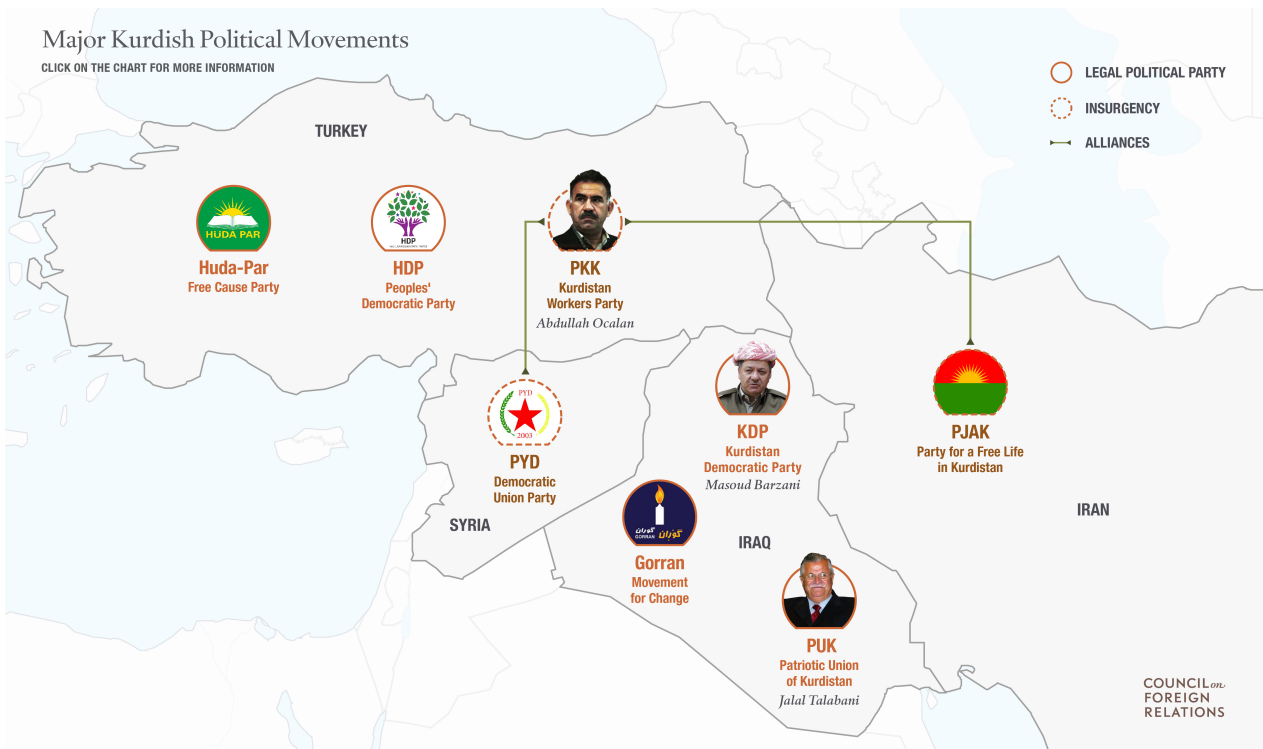 Major Kurdish Political Movements
CLICK ON THE CHART FOR MORE INFORMATION
LEGAL POLITICAL PARTY
INSURGENCY
ALLIANCES
TURKEY
HÜDA PAR
Huda-Par
Free Cause Party
HDP
HDP
Peoples'
Democratic Party
PKK
Kurdistan
Workers Party
Abdullah Ocalan
PYD
2003
PYD
Democratic
Union Party
SYRIA
KDP
Kurdistan
Democratic Party
Masoud Barzani
PJAK
Party for a Free Life
in Kurdistan
IRAN
گۆڕان
GORRAN
گۆڕان
Gorran
Movement
for Change
IRAQ
PUK
Patriotic Union
of Kurdistan
Jalal Talabani
COUNCIL on
FOREIGN
RELATIONS